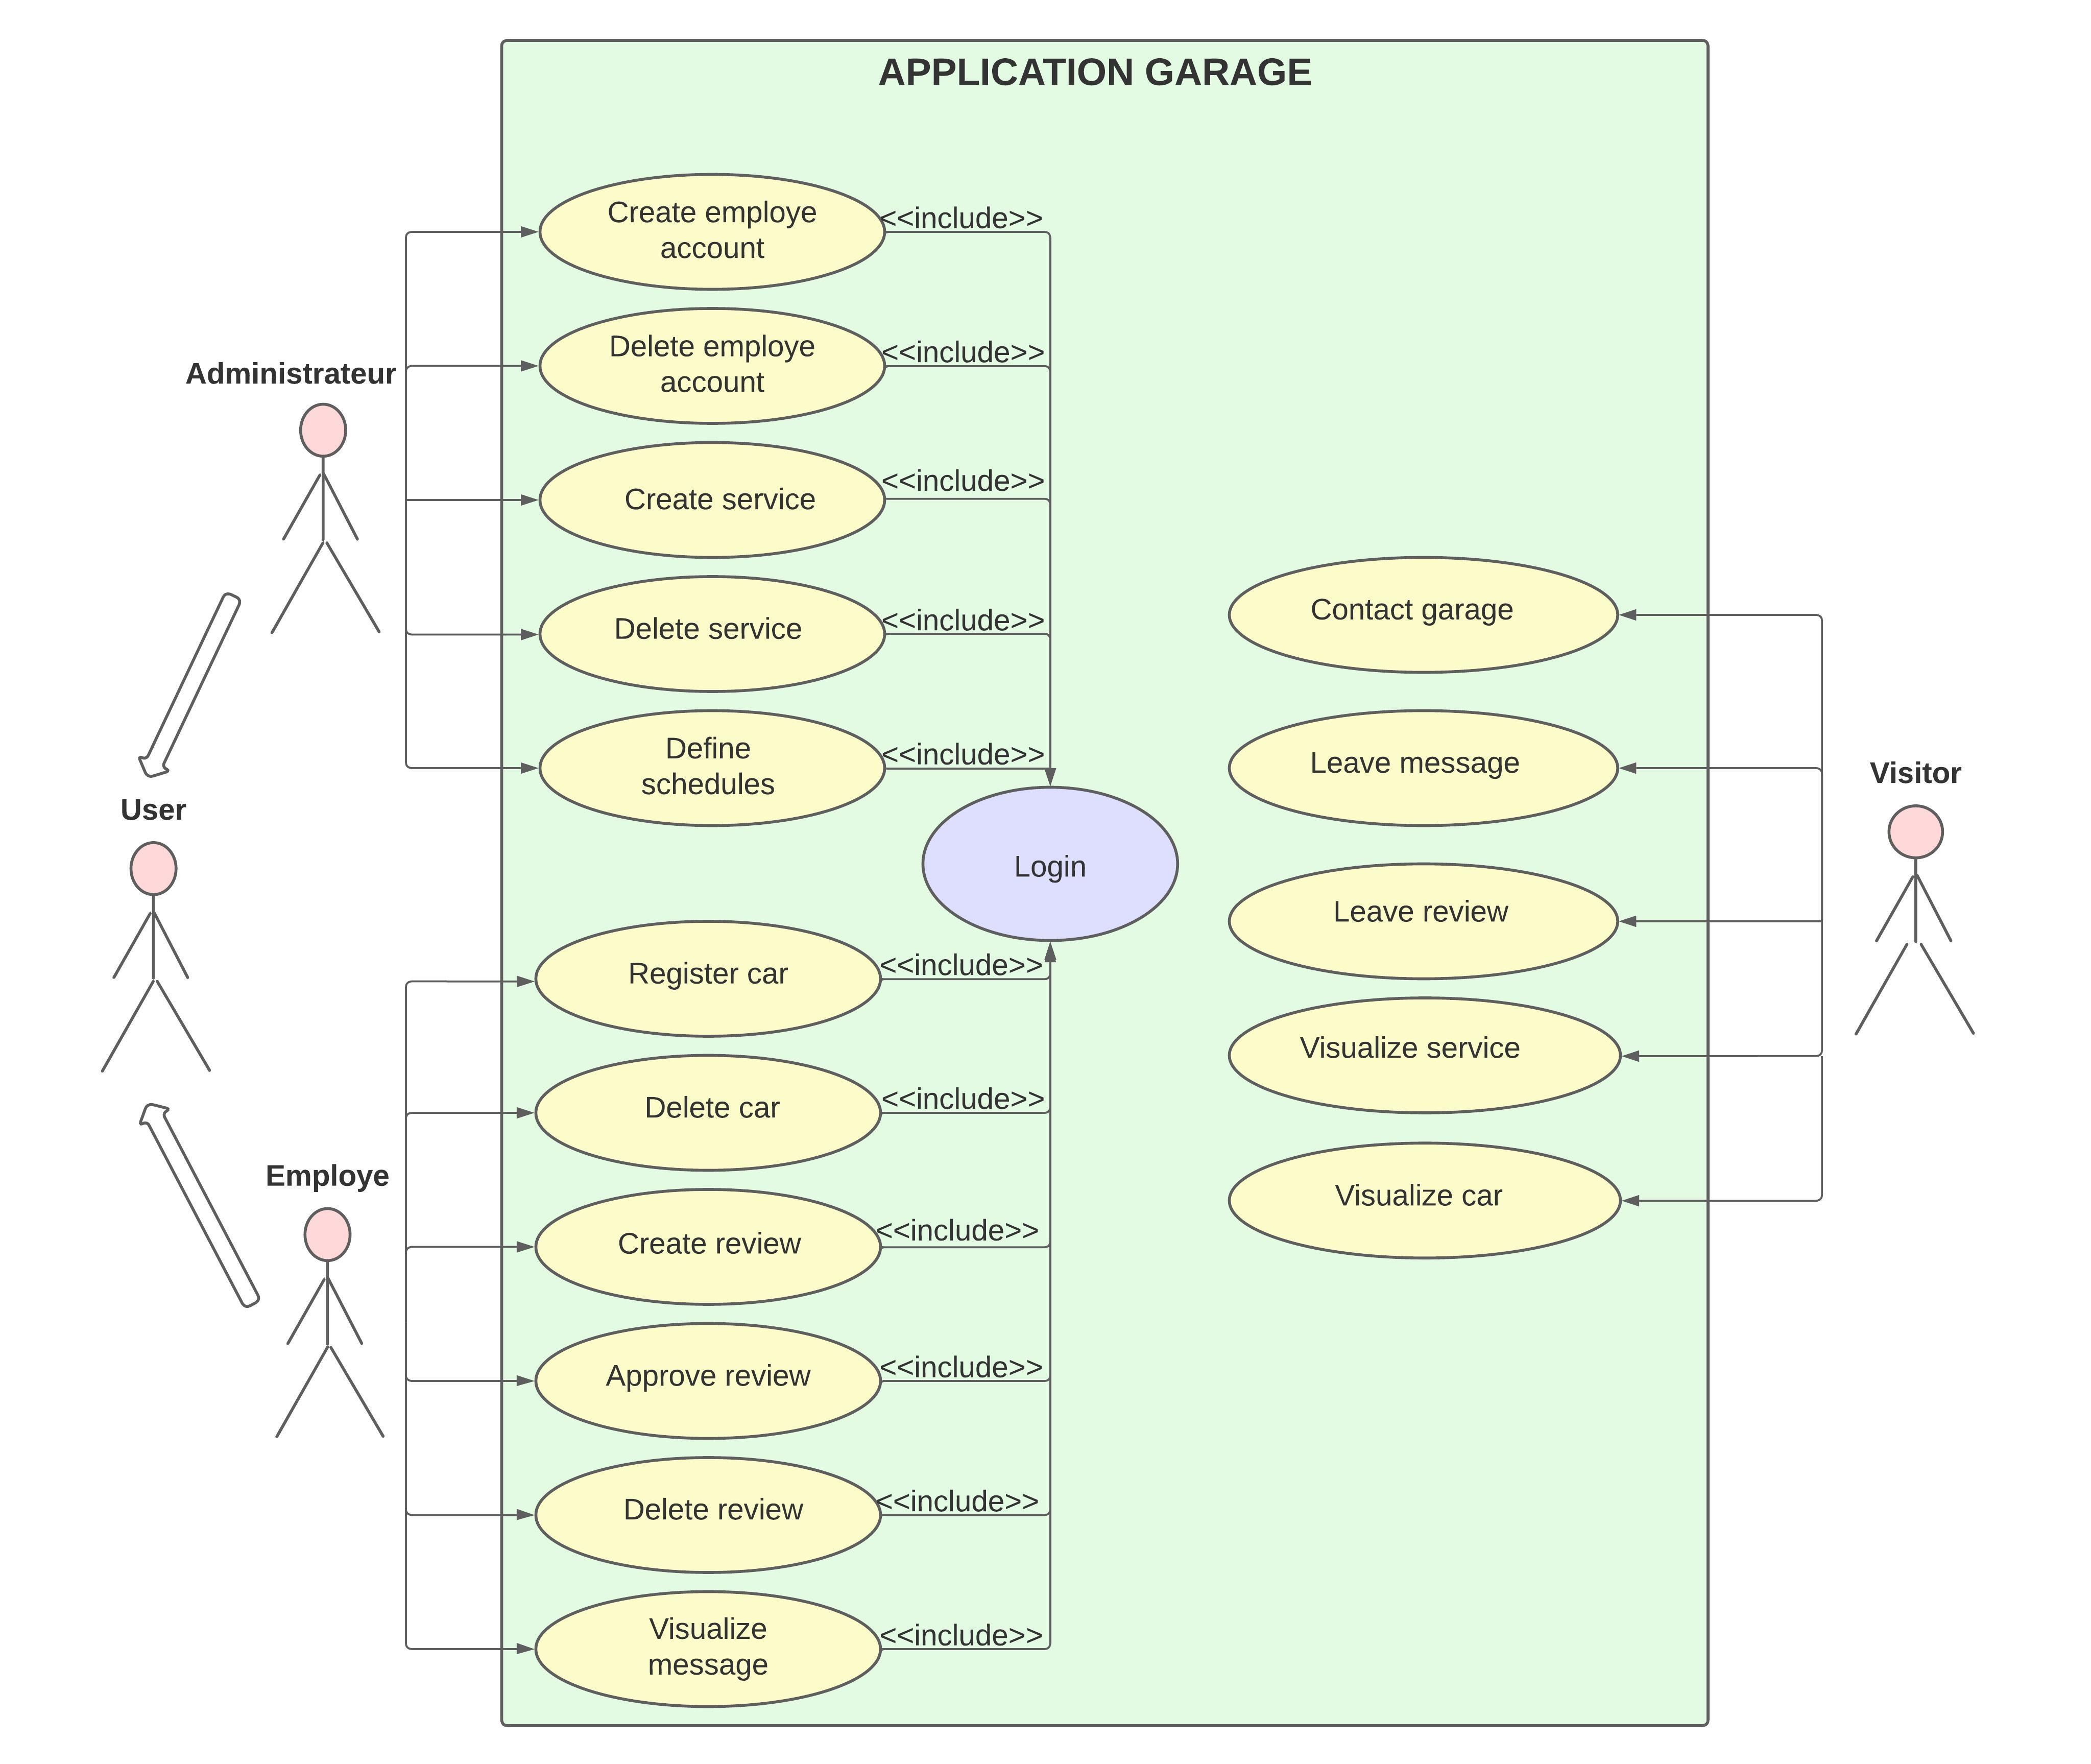 APPLICATION GARAGE
Administrateur
User
Employe
Create employe
account
<<include>>
Delete employe
account
<<include>>
Create service
<<include>>
Delete service
<<include>>
Define
schedules
<<include>>
Login
Register car
<<include>>
Delete car
<<include>>
Create review
<<include>>
Approve review
<<include>>
Delete review
<<include>>
Visualize
message
<<include>>
Contact garage
Leave message
Leave review
Visualize service
Visualize car
Visitor